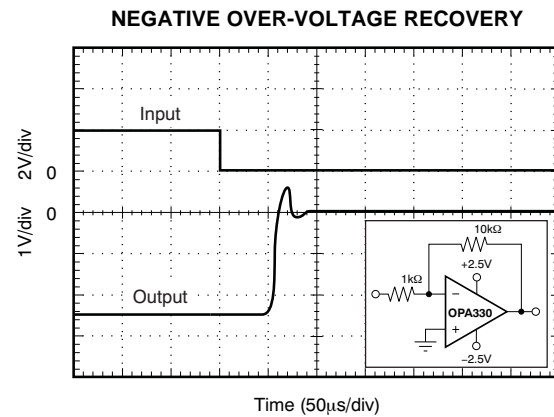 NEGATIVE OVER-VOLTAGE RECOVERY
Input
2V/div
0
0
1V/div
10kΩ
+2.5V
1kΩ
OPA330
−2.5V
Output
Time (50μs/div)